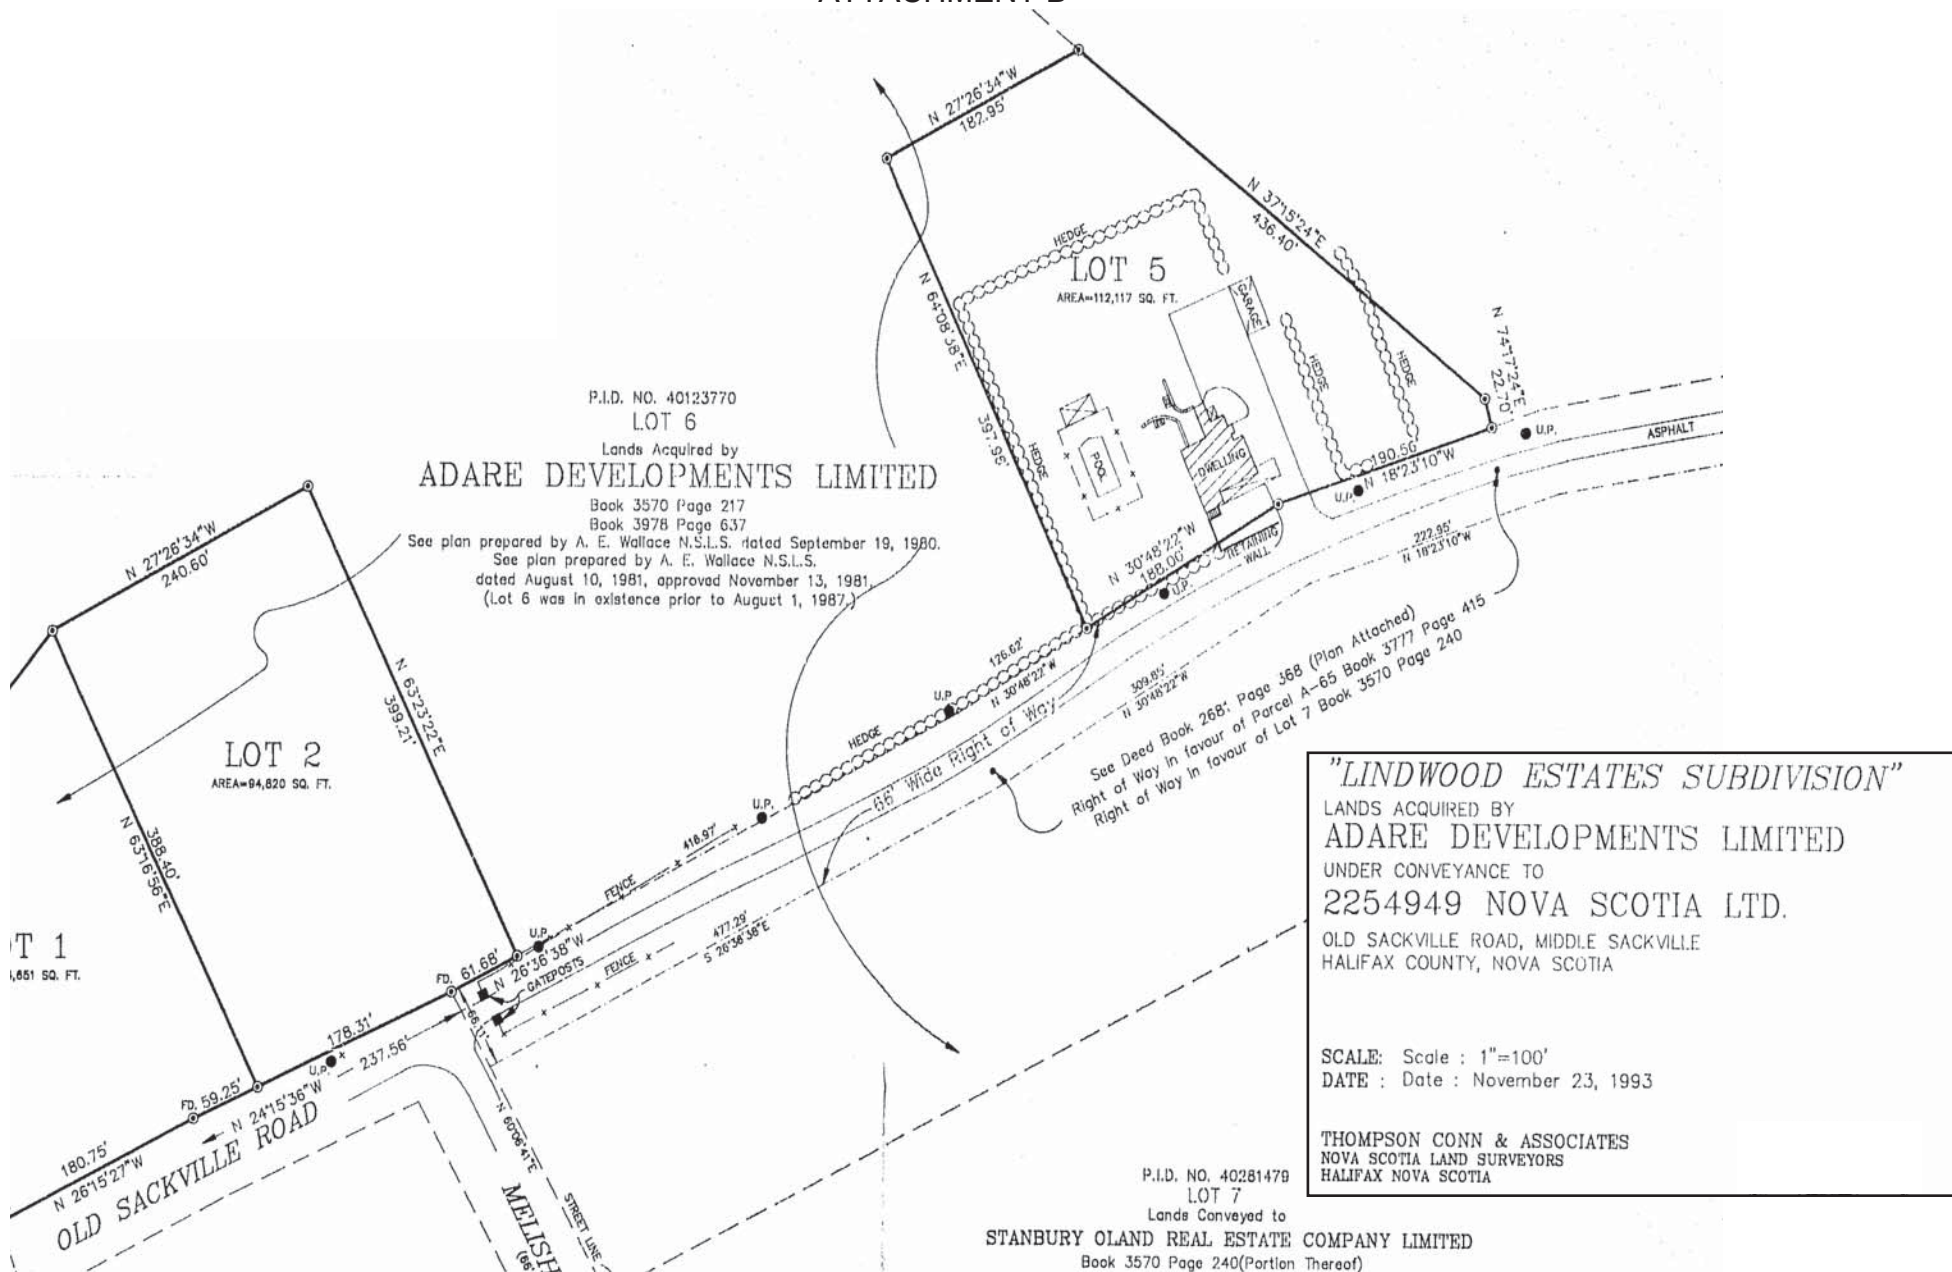 N 27°26'34"W
182.95'
N 37°15'24"E
436.40'
HEDGE
LOT 5
AREA=112,117 SQ. FT.
GARAGE
N 64°08'38"E
397.96'
HEDGE
HEDGE
HEDGE
N 74°17'24"E
22.70'
U.P.
ASPHALT
POOL
DWELLING
190.50
N 18°23'10"W
U.P.
RETAINING
WALL
222.95'
N 18°23'10"W
N 30°48'22"W
188.00'
U.P.
P.I.D. NO. 40123770
LOT 6
Lands Acquired by
ADARE DEVELOPMENTS LIMITED
Book 3570 Page 217
Book 3978 Page 637
See plan prepared by A. E. Wallace N.S.L.S. dated September 19, 1980.
See plan prepared by A. E. Wallace N.S.L.S.
dated August 10, 1981, approved November 13, 1981.
(Lot 6 was in existence prior to August 1, 1987.)
N 27°26'34"W
240.60'
N 63°23'22"E
399.21'
LOT 2
AREA=94,820 SQ. FT.
388.40'
N 63°16'56"E
T 1
,651 SQ. FT.
126.62'
N 30°48'22"W
U.P.
HEDGE
309.85'
N 30°48'22"W
66' Wide Right of Way
See Deed Book 2681 Page 368 (Plan Attached)
Right of Way in favour of Parcel A-65 Book 3777 Page 415
Right of Way in favour of Lot 7 Book 3570 Page 240
U.P.
416.97'
FENCE
477.29'
S 26°36'38"E
FENCE
U.P.
61.68'
N 26°36'38"W
GATEPOSTS
FD.
66.11'
178.31'
237.56'
U.P.
FD. 59.25'
N 24°15'36"W
180.75'
N 26°15'27"W
OLD SACKVILLE ROAD
N 60°06'41"E
STREET LINE
MELISH
(66'
"LINDWOOD ESTATES SUBDIVISION"
LANDS ACQUIRED BY
ADARE DEVELOPMENTS LIMITED
UNDER CONVEYANCE TO
2254949 NOVA SCOTIA LTD.
OLD SACKVILLE ROAD, MIDDLE SACKVILLE
HALIFAX COUNTY, NOVA SCOTIA
SCALE: Scale : 1"=100'
DATE : Date : November 23, 1993
THOMPSON CONN & ASSOCIATES
NOVA SCOTIA LAND SURVEYORS
HALIFAX NOVA SCOTIA
P.I.D. NO. 40281479
LOT 7
Lands Conveyed to
STANBURY OLAND REAL ESTATE COMPANY LIMITED
Book 3570 Page 240(Portion Thereof)